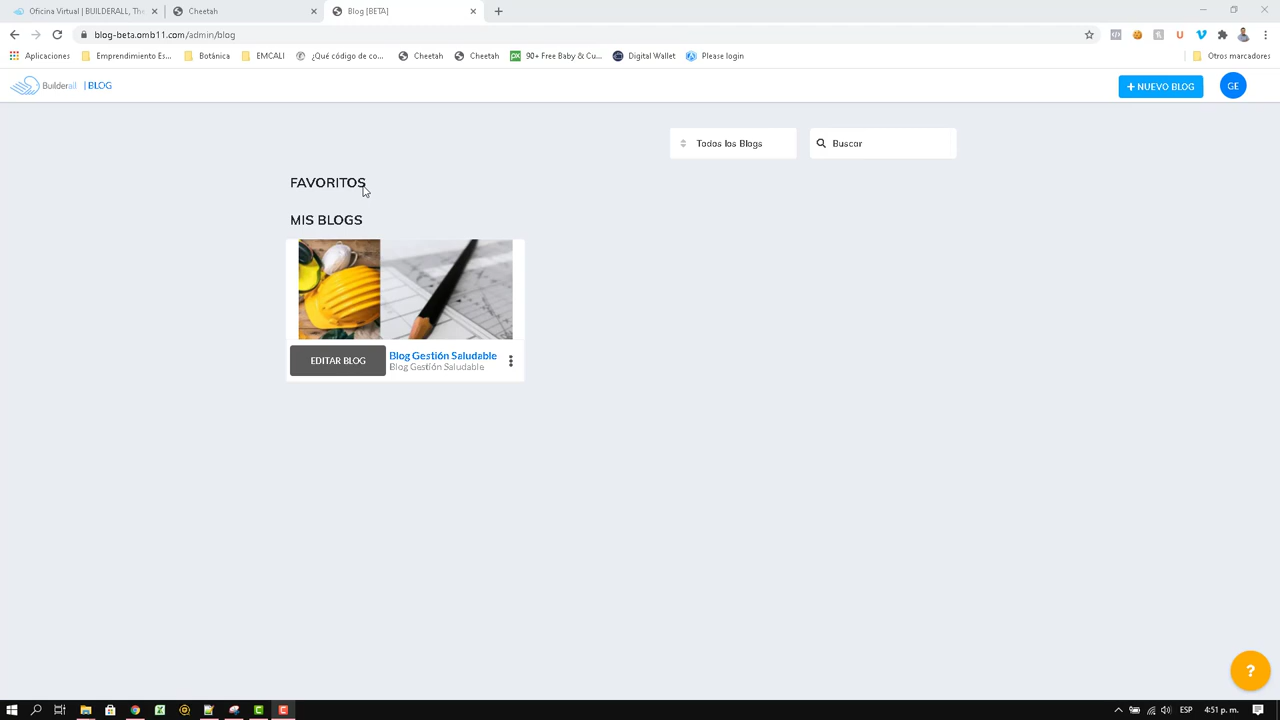 Oficina Virtual | BUILDERALL, The
Cheetah
Blog [BETA]
blog-beta.omb11.com/admin/blog
Aplicaciones
Emprendimiento Es...
Botánica
EMCALI
¿Qué código de co...
Cheetah
Cheetah
90+ Free Baby & Cu...
Digital Wallet
Please login
Otros marcadores
Builderall | BLOG
+ NUEVO BLOG
GE
Todos los Blogs
Buscar
FAVORITOS
MIS BLOGS
EDITAR BLOG
Blog Gestión Saludable
Blog Gestión Saludable
?
ESP
4:51 p. m.